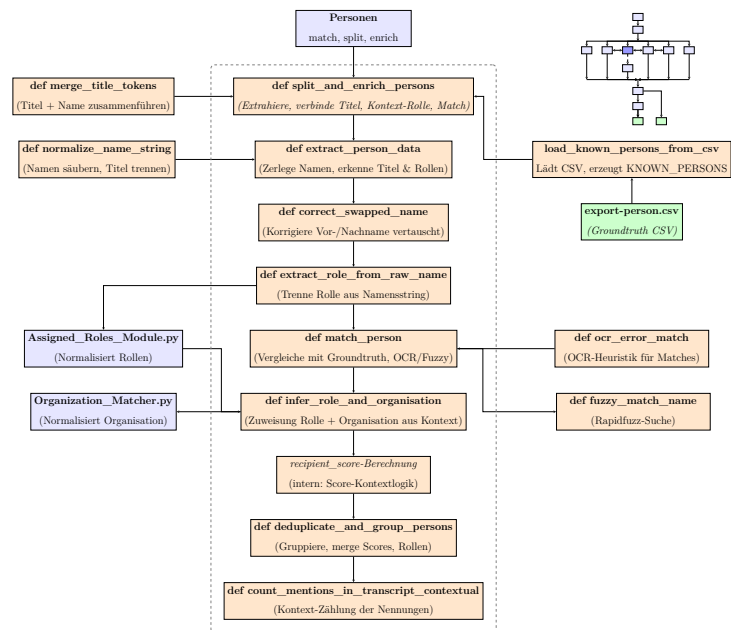 Personen
match, split, enrich
def merge_title_tokens
(Titel + Name zusammenführen)
def split_and_enrich_persons
(Extrahiere, verbinde Titel, Kontext-Rolle, Match)
def normalize_name_string
(Namen säubern, Titel trennen)
def extract_person_data
(Zerlege Namen, erkenne Titel & Rollen)
load_known_persons_from_csv
Lädt CSV, erzeugt KNOWN_PERSONS
def correct_swapped_name
(Korrigiere Vor-/Nachname vertauscht)
export-person.csv
(Groundtruth CSV)
def extract_role_from_raw_name
(Trenne Rolle aus Namensstring)
Assigned_Roles_Module.py
(Normalisiert Rollen)
def match_person
(Vergleiche mit Groundtruth, OCR/Fuzzy)
def ocr_error_match
(OCR-Heuristik für Matches)
Organization_Matcher.py
(Normalisiert Organisation)
def infer_role_and_organisation
(Zuweisung Rolle + Organisation aus Kontext)
def fuzzy_match_name
(Rapidfuzz-Suche)
recipient_score-Berechnung
(intern: Score-Kontextlogik)
def deduplicate_and_group_persons
(Gruppiere, merge Scores, Rollen)
def count_mentions_in_transcript_contextual
(Kontext-Zählung der Nennungen)